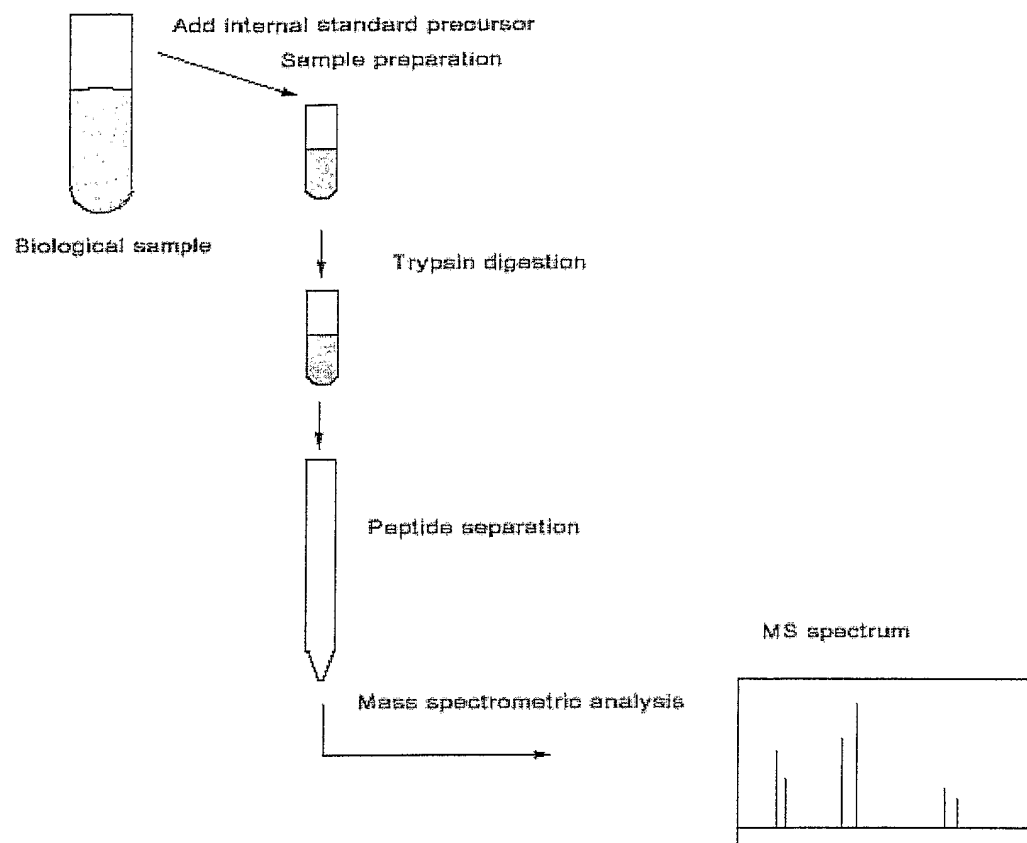 Add internal standard precursor
Sample preparation
Biological sample
Trypsin digestion
Peptide separation
MS spectrum
Mass spectrometric analysis